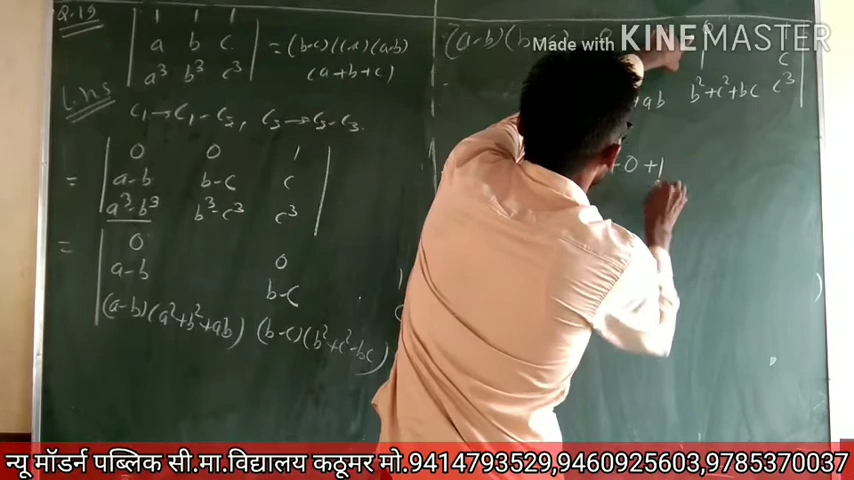 Q.19
1 1 1
a b c = (b-c)(c-a)(a-b)
a³ b³ c³ (a+b+c)
C₁→C₁-C₂, C₂→C₂-C₃.
= 0 0 1
a-b b-c c
a³-b³ b³-c³ c³
= 0 0
a-b b-c
(a-b)(a²+b²+ab) (b-c)(b²+c²+bc)
(a-b)(b-c)
Made with KINEMASTER
1 c
+ab b²+c²+bc c³
-0+1
न्यू मॉडर्न पब्लिक सी.मा.विद्यालय कठूमर मो.9414793529,9460925603,9785370037